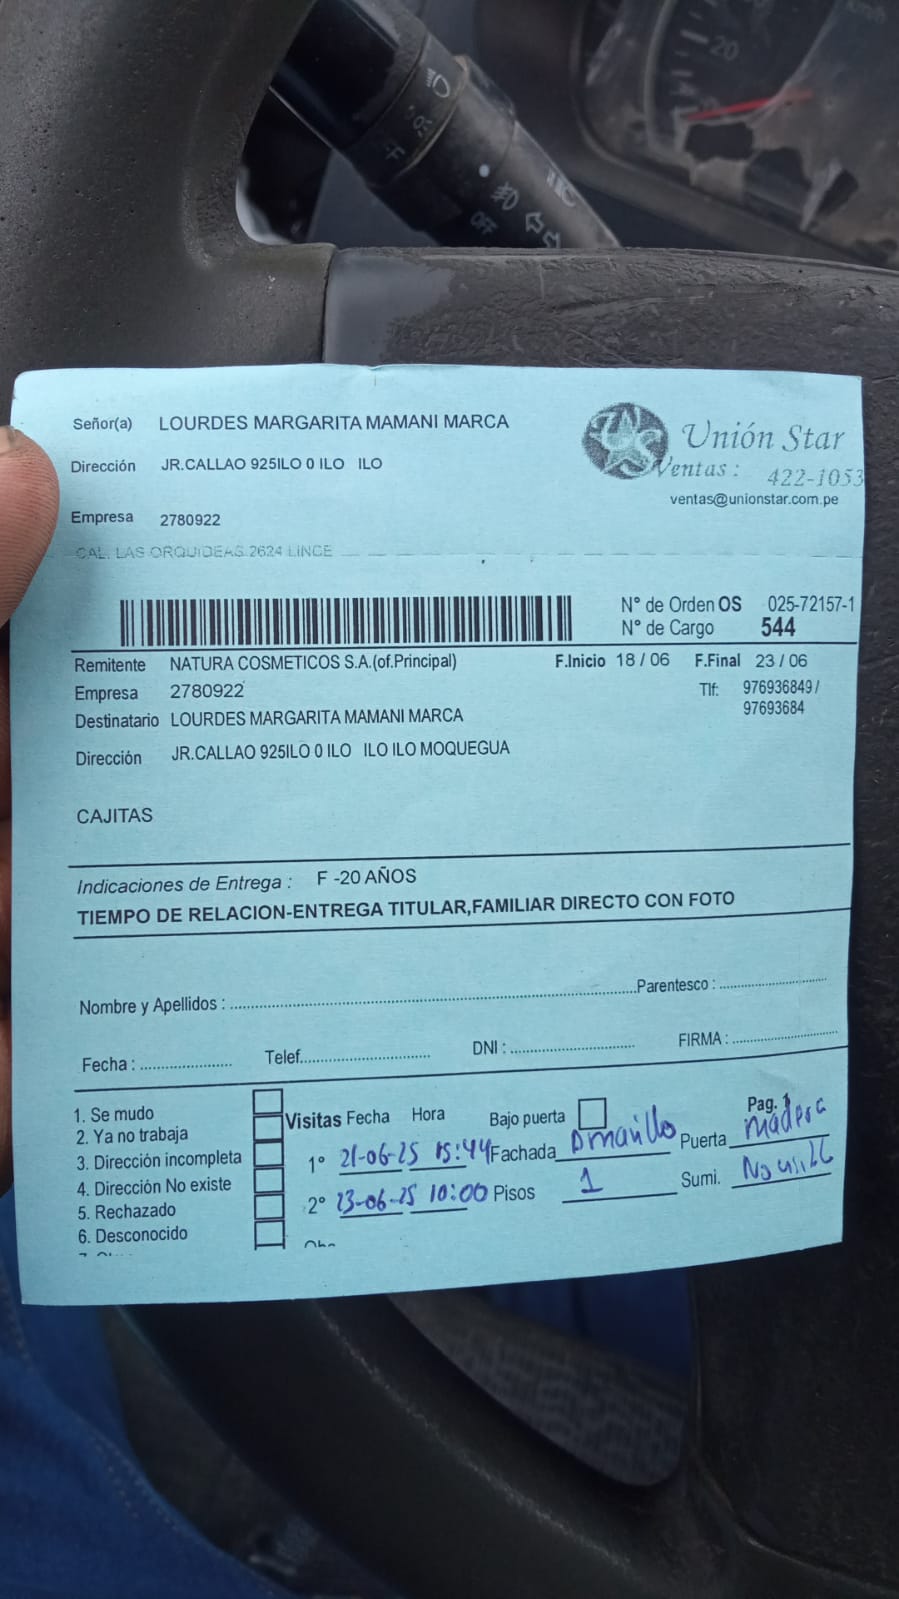 20
OFF
Señor(a) LOURDES MARGARITA MAMANI MARCA
Unión Star
Dirección JR.CALLAO 925ILO 0 ILO ILO
Ventas : 422-1053
ventas@unionstar.com.pe
Empresa 2780922
CAL. LAS ORQUIDEAS 2624 LINCE
N° de Orden OS 025-72157-1
N° de Cargo 544
Remitente NATURA COSMETICOS S.A.(of.Principal) F.Inicio 18 / 06 F.Final 23 / 06
Empresa 2780922 Tlf: 976936849 /
97693684
Destinatario LOURDES MARGARITA MAMANI MARCA
Dirección JR.CALLAO 925ILO 0 ILO ILO ILO MOQUEGUA
CAJITAS
Indicaciones de Entrega : F -20 AÑOS
TIEMPO DE RELACION-ENTREGA TITULAR,FAMILIAR DIRECTO CON FOTO
Nombre y Apellidos : Parentesco :
Fecha : Telef. DNI : FIRMA :
1. Se mudo
2. Ya no trabaja
3. Dirección incompleta
4. Dirección No existe
5. Rechazado
6. Desconocido
Visitas Fecha Hora Bajo puerta Pag. 1
1° 21-06-25 15:44 Fachada Amarillo Puerta madera
2° 23-06-25 10:00 Pisos 1 Sumi. No visible